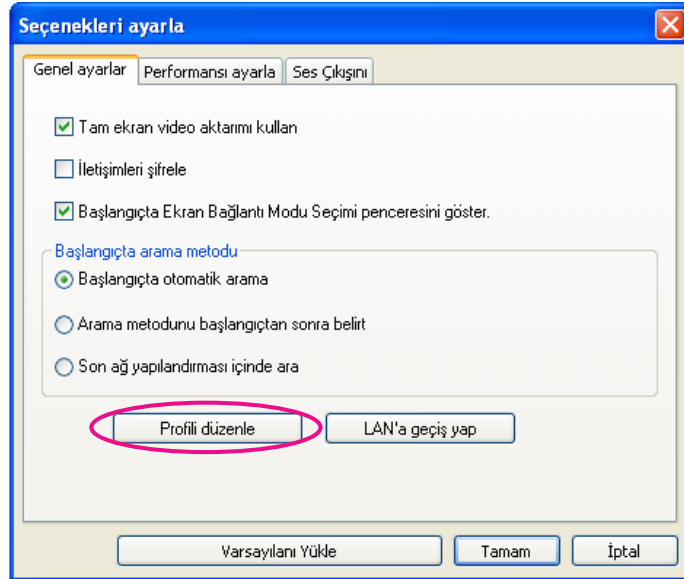 Seçenekleri ayarla
Genel ayarlar Performansı ayarla Ses Çıkışını
Tam ekran video aktarımı kullan
İletişimleri şifrele
Başlangıçta Ekran Bağlantı Modu Seçimi penceresini göster.
Başlangıçta arama metodu
Başlangıçta otomatik arama
Arama metodunu başlangıçtan sonra belirt
Son ağ yapılandırması içinde ara
Profili düzenle LAN'a geçiş yap
Varsayılanı Yükle Tamam İptal